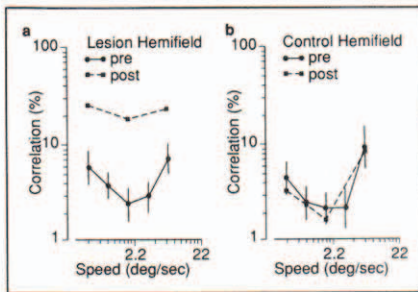 a Lesion Hemifield
pre
post
100
10
1
Correlation (%)
2.2 22
Speed (deg/sec)
b Control Hemifield
pre
post
100
10
1
Correlation (%)
2.2 22
Speed (deg/sec)